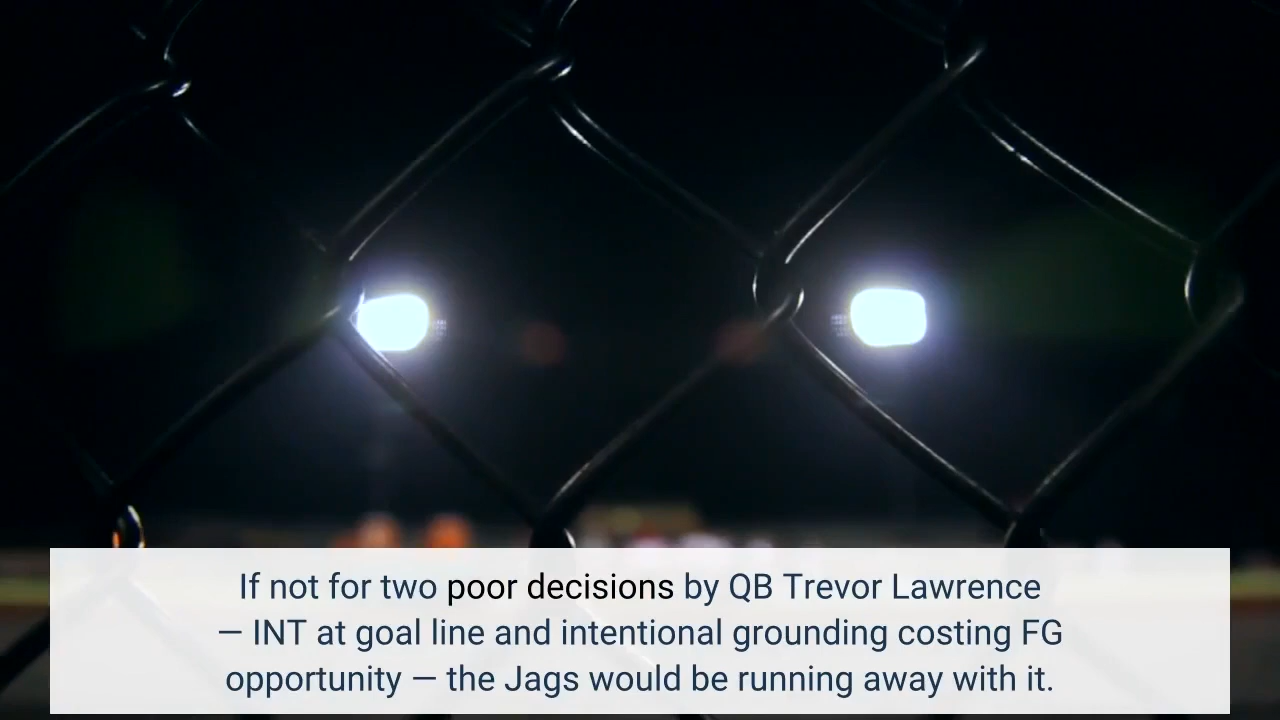 If not for two poor decisions by QB Trevor Lawrence
— INT at goal line and intentional grounding costing FG
opportunity — the Jags would be running away with it.